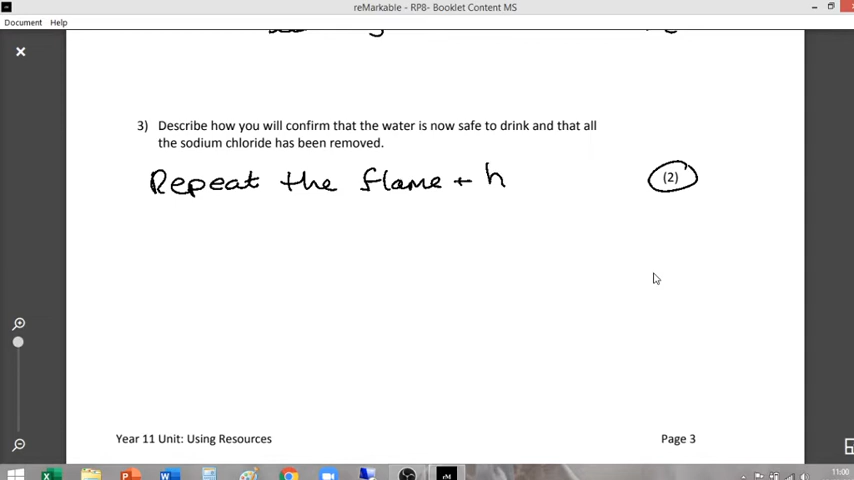 reMarkable - RP8- Booklet Content MS
Document Help
3) Describe how you will confirm that the water is now safe to drink and that all
the sodium chloride has been removed.
Repeat the flame + h
(2)
Year 11 Unit: Using Resources
Page 3
rM
11:00